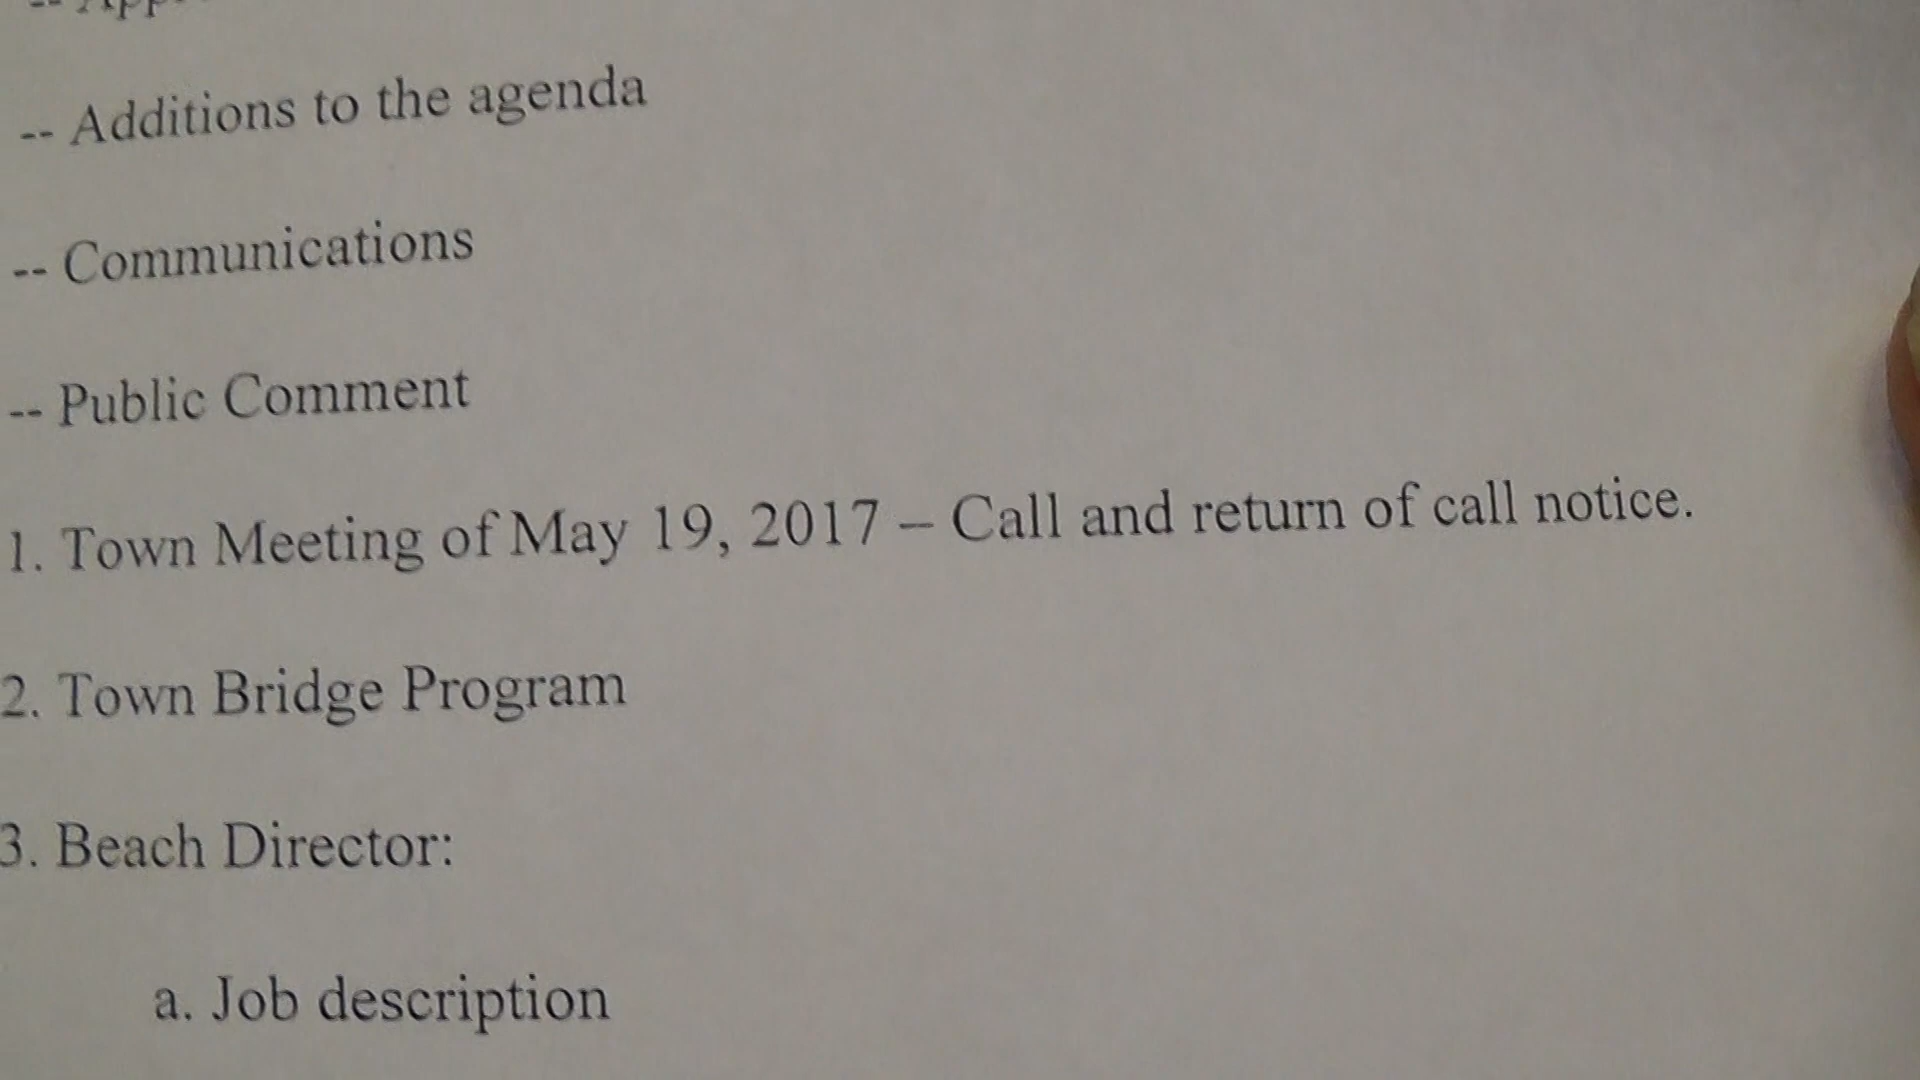 -- Additions to the agenda
-- Communications
-- Public Comment
1. Town Meeting of May 19, 2017 – Call and return of call notice.
2. Town Bridge Program
3. Beach Director:
a. Job description